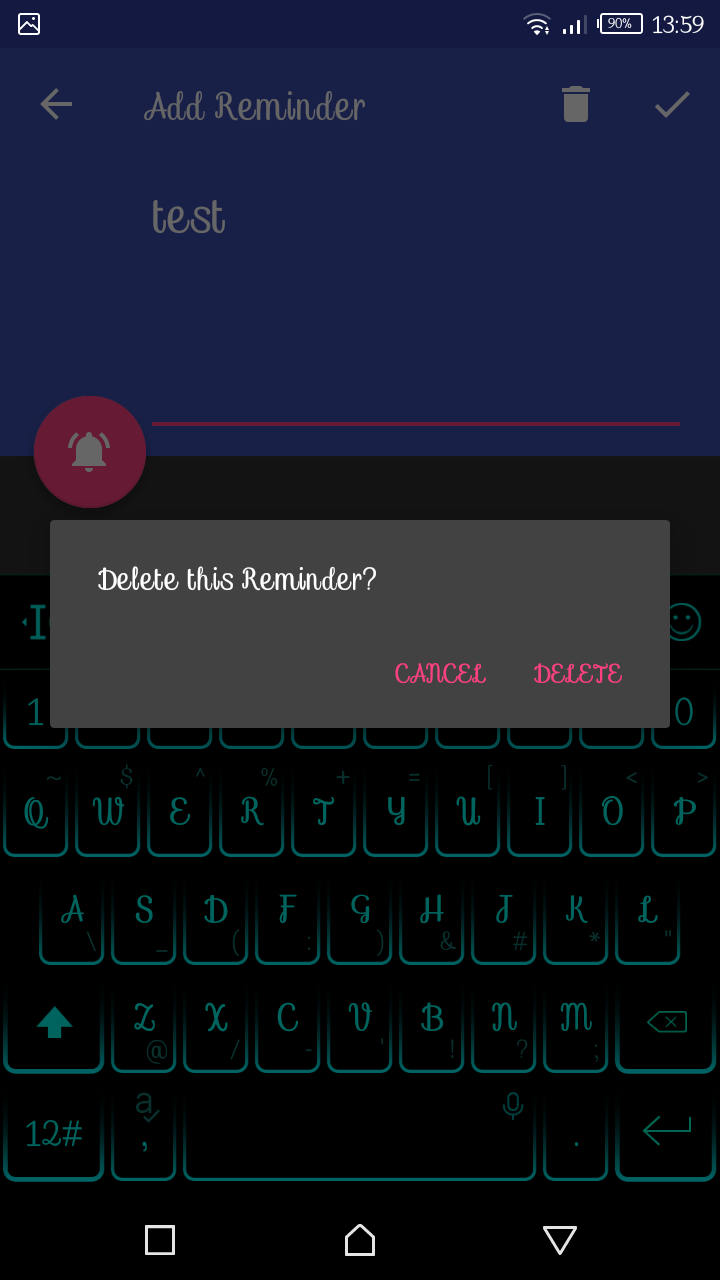 90% 13:59
Add Reminder
test
Delete this Reminder?
CANCEL DELETE
1 0
~ $ ^ % + = [ ] < >
Q W E R T Y U I O P
A S D F G H J K L
\ _ ( : ) & # * "
Z X C V B N M
@ / - ' ! ? ;
a
12# , .